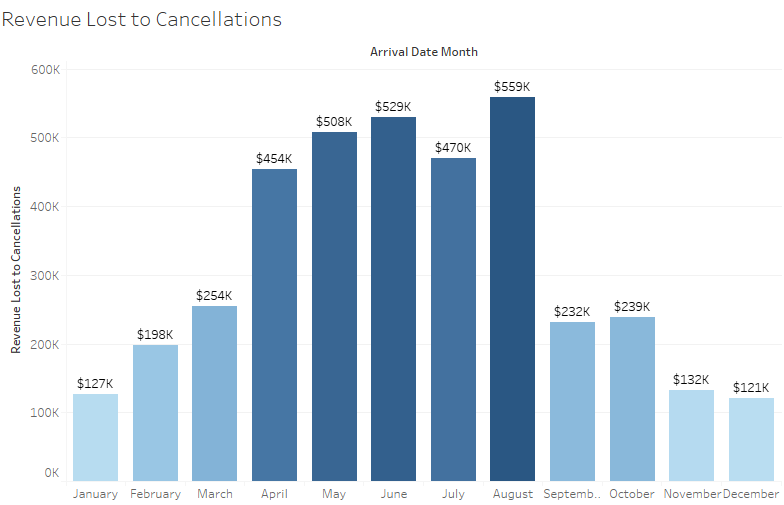 Revenue Lost to Cancellations
Arrival Date Month
Revenue Lost to Cancellations
600K
500K
400K
300K
200K
100K
0K
$127K
$198K
$254K
$454K
$508K
$529K
$470K
$559K
$232K
$239K
$132K
$121K
January February March April May June July August Septemb.. October November December